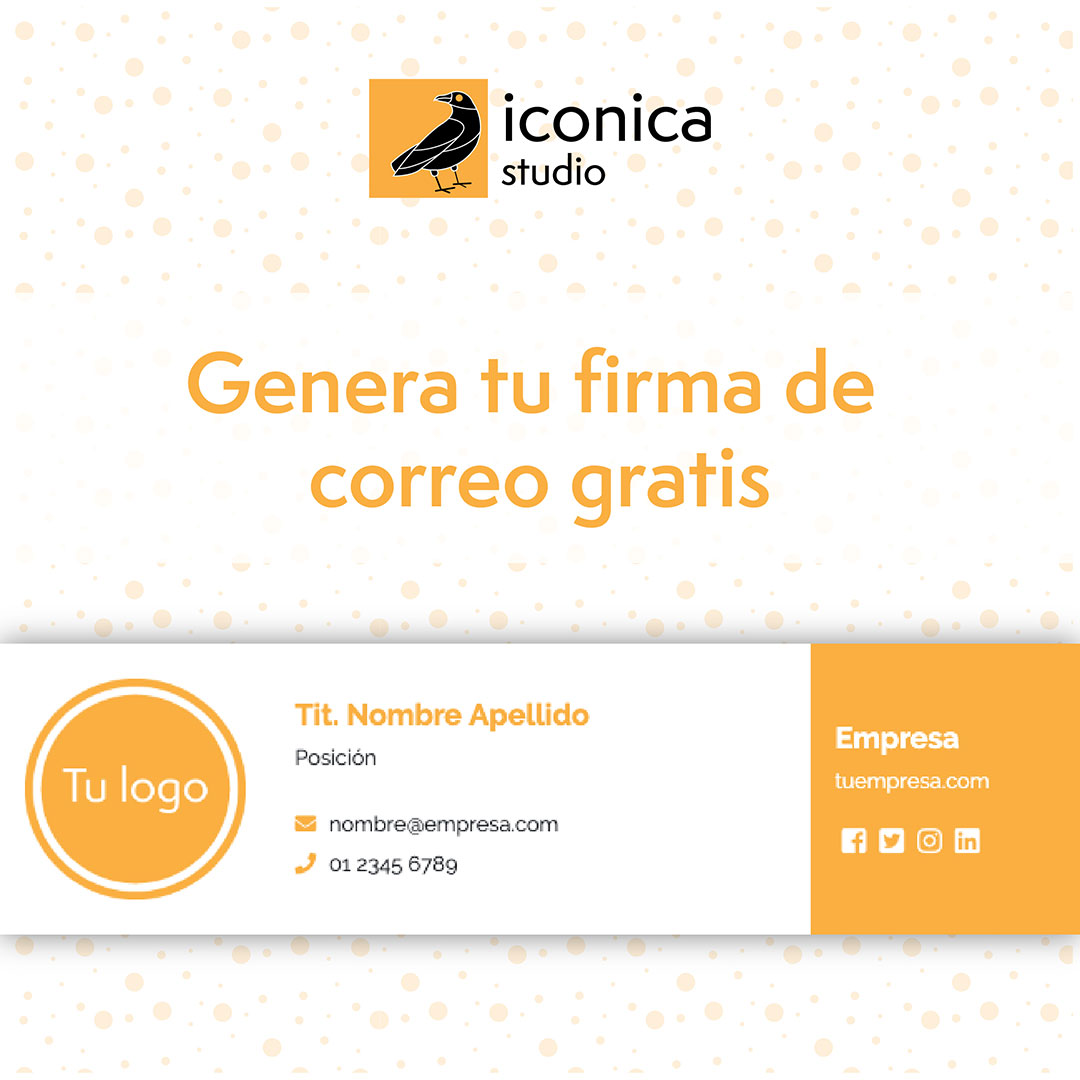 iconica
studio
Genera tu firma de
correo gratis
Tu logo
Tit. Nombre Apellido
Posición
nombre@empresa.com
01 2345 6789
Empresa
tuempresa.com